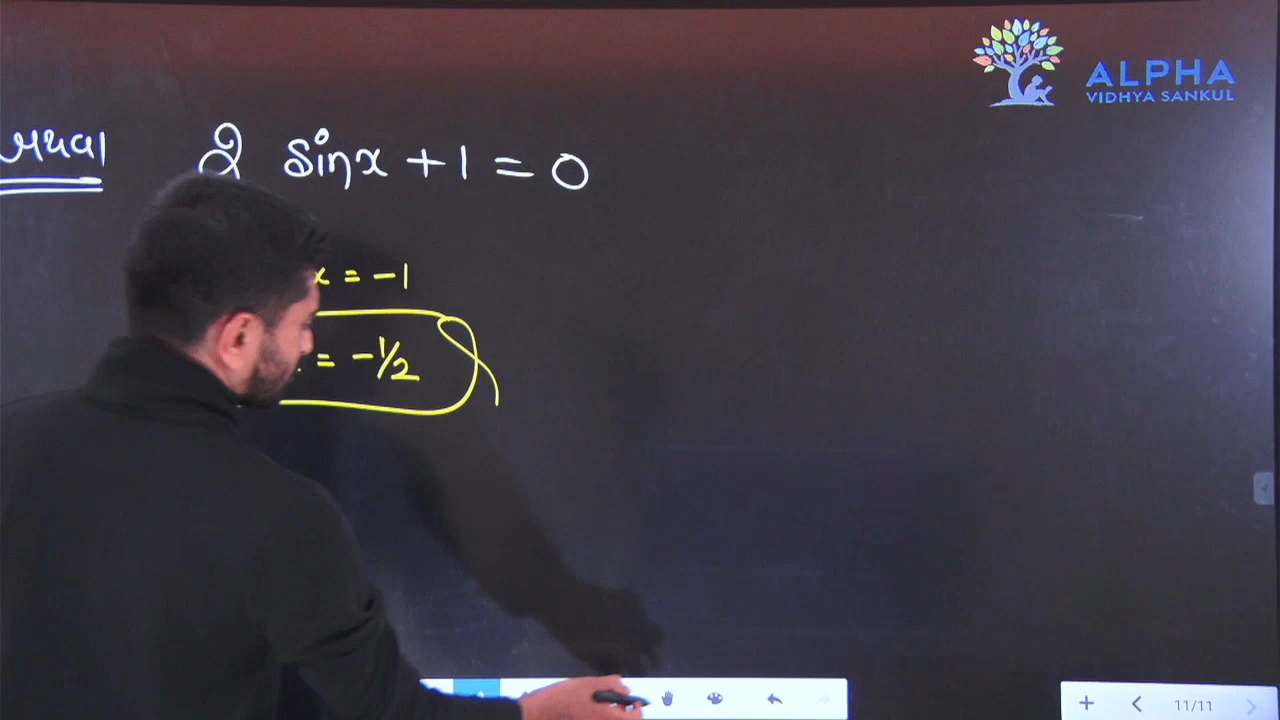 ALPHA
VIDHYA SANKUL
અથવા 2 sinx + 1 = 0
x = -1
= -1/2
11/11